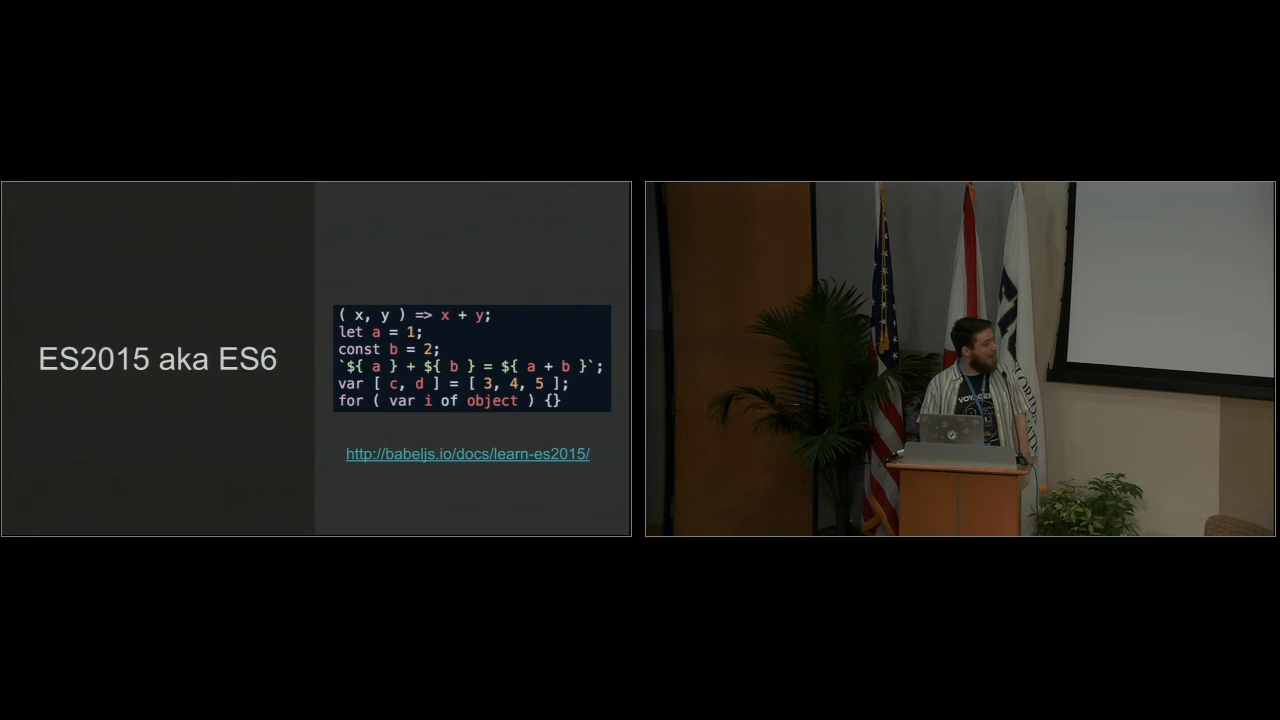 ES2015 aka ES6
( x, y ) => x + y;
let a = 1;
const b = 2;
`${ a } + ${ b } = ${ a + b }`;
var [ c, d ] = [ 3, 4, 5 ];
for ( var i of object ) {}
http://babeljs.io/docs/learn-es2015/